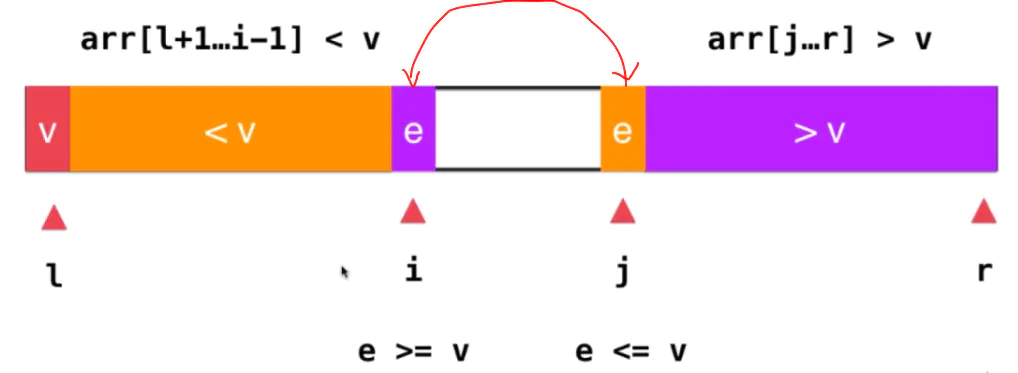 arr[l+1…i-1] < v
arr[j…r] > v
v
< v
e
e
> v
l
i
j
r
e >= v
e <= v